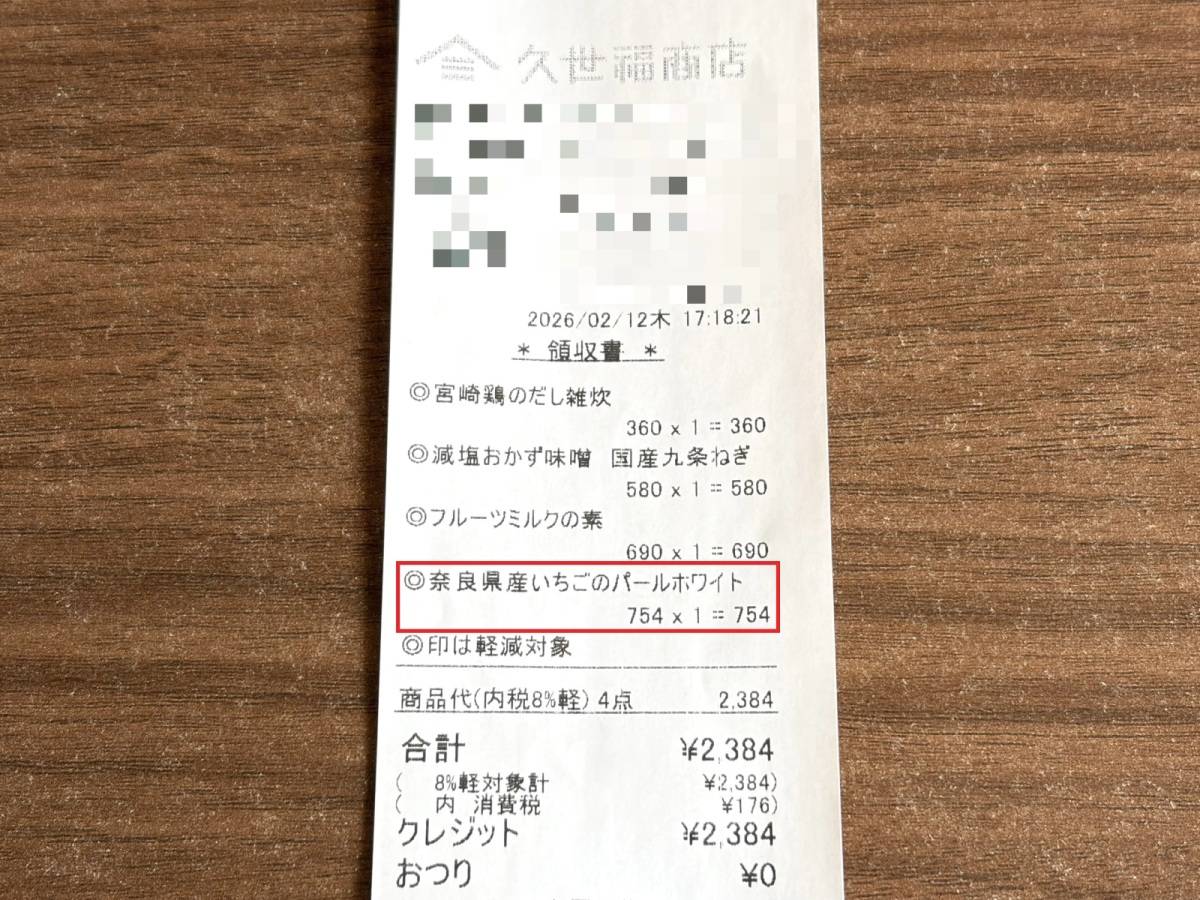 久世福商店
2026/02/12木 17:18:21
* 領収書 *
◎宮崎鶏のだし雑炊
360 x 1 = 360
◎減塩おかず味噌 国産九条ねぎ
580 x 1 = 580
◎フルーツミルクの素
690 x 1 = 690
◎奈良県産いちごのパールホワイト
754 x 1 = 754
◎印は軽減対象
商品代(内税8%軽) 4点 2,384
合計 ¥2,384
( 8%軽対象計 ¥2,384)
( 内 消費税 ¥176)
クレジット ¥2,384
おつり ¥0